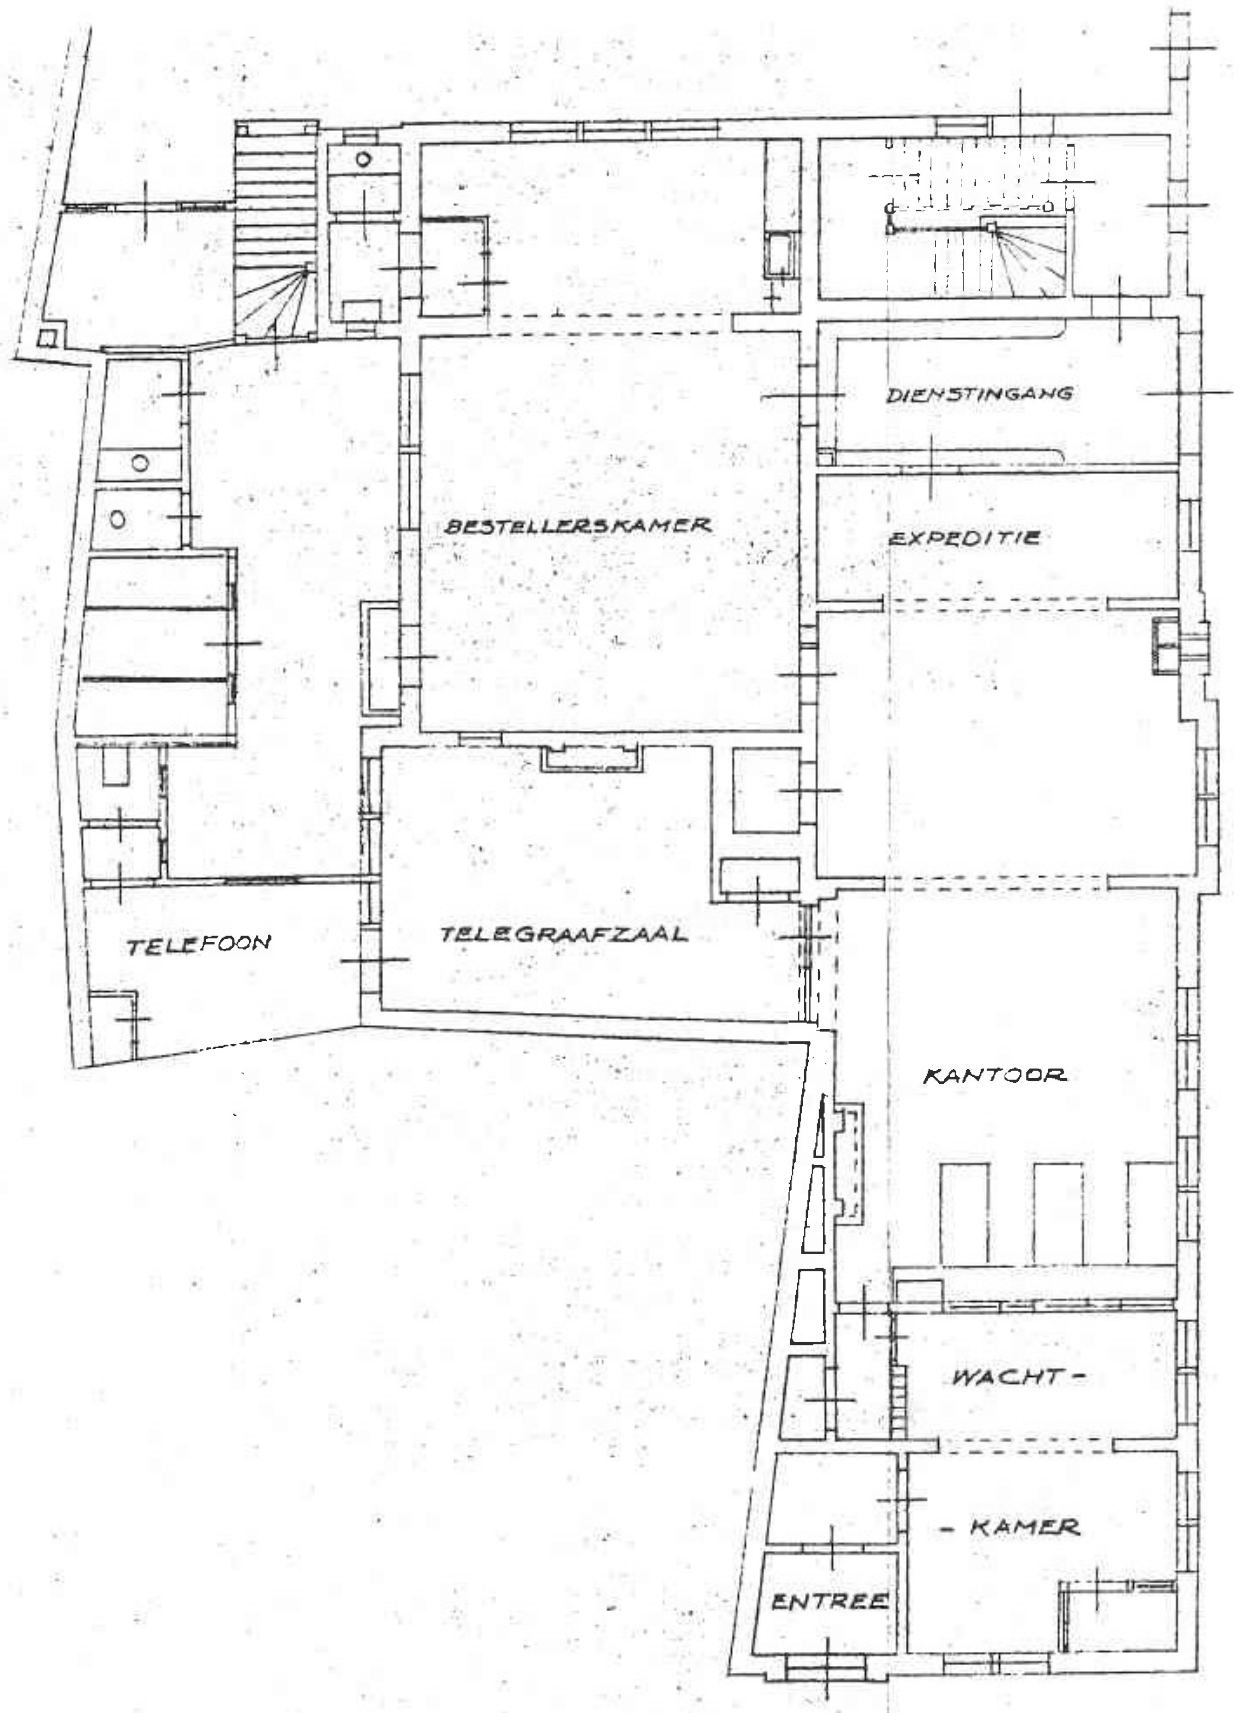 DIENSTINGANG
BESTELLERSKAMER
EXPEDITIE
TELEFOON
TELEGRAAFZAAL
KANTOOR
WACHT -
- KAMER
ENTREE